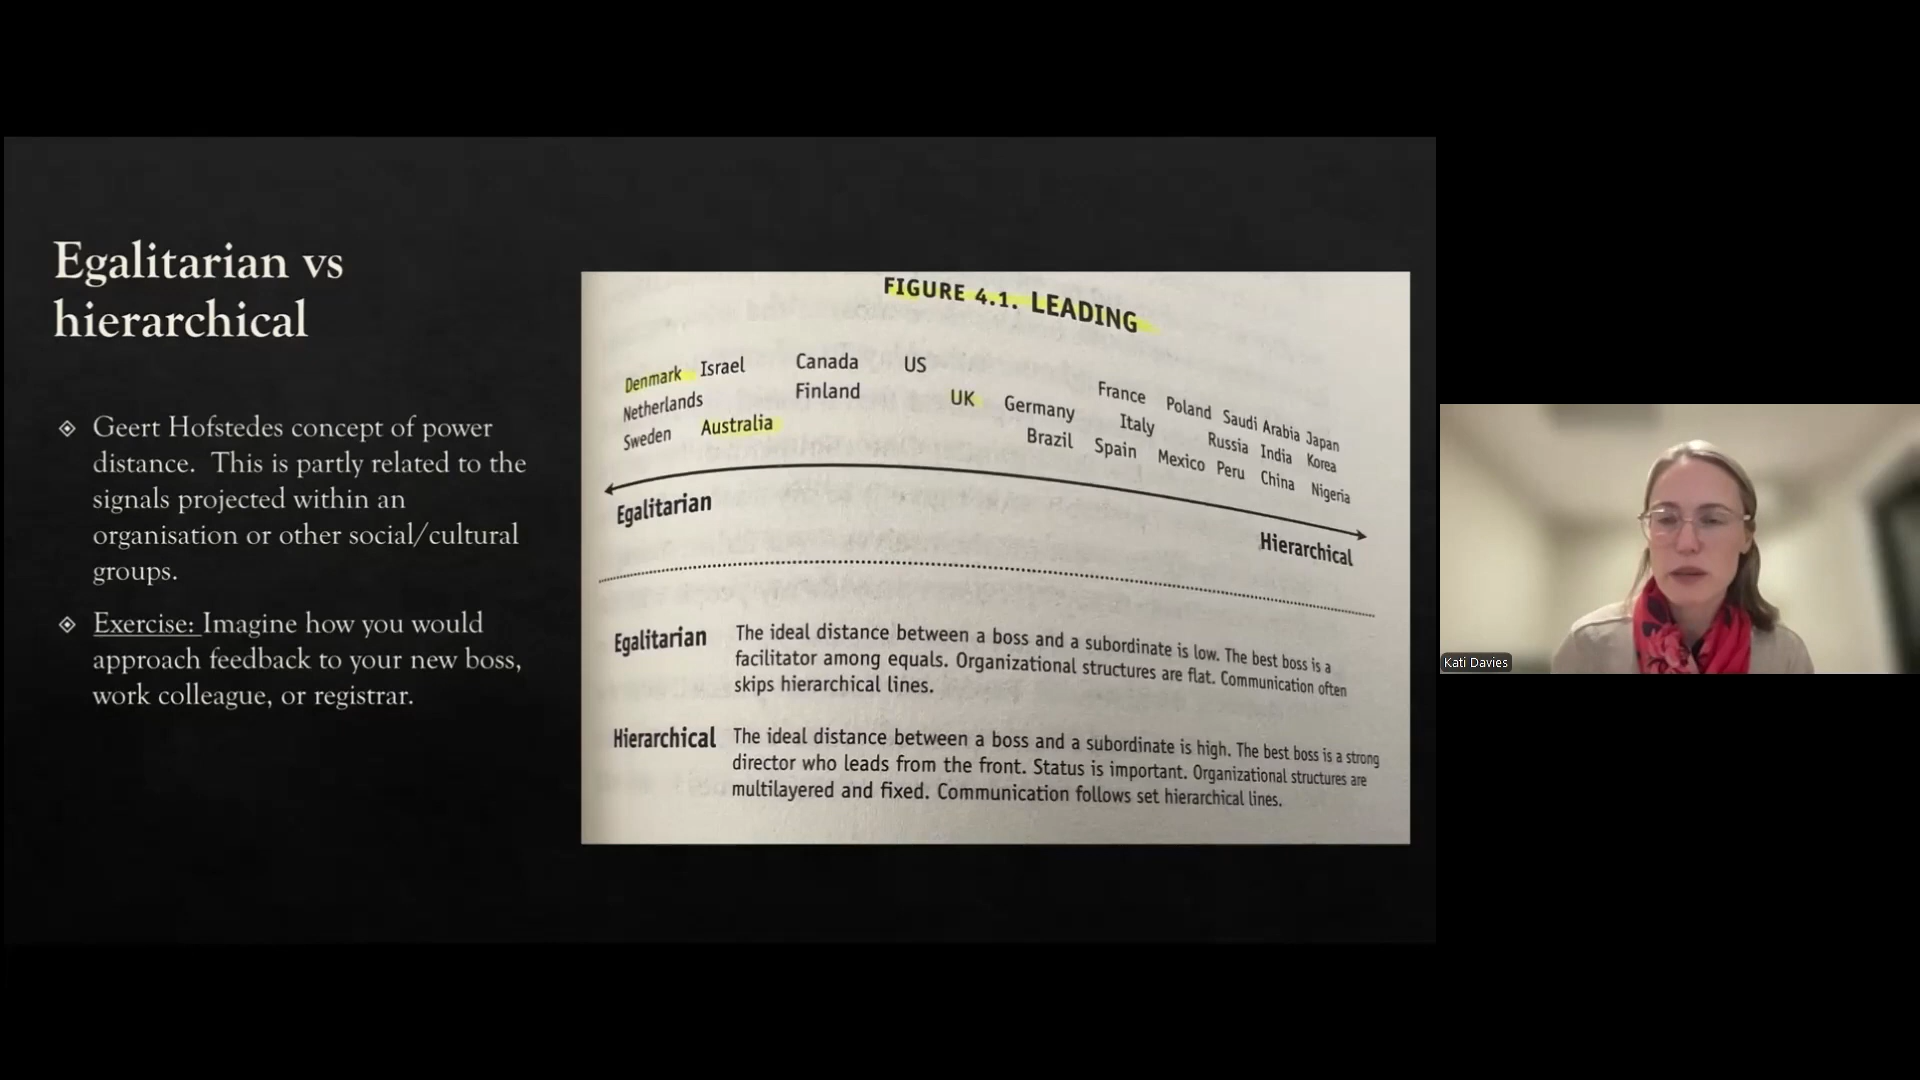 Egalitarian vs
hierarchical
Geert Hofstedes concept of power
distance. This is partly related to the
signals projected within an
organisation or other social/cultural
groups.
Exercise: Imagine how you would
approach feedback to your new boss,
work colleague, or registrar.
FIGURE 4.1. LEADING
Denmark Israel Canada US
Netherlands Finland UK Germany France Poland Saudi Arabia Japan
Sweden Australia Brazil Spain Italy Mexico Russia Peru India China Korea Nigeria
Egalitarian
Hierarchical
Egalitarian The ideal distance between a boss and a subordinate is low. The best boss is a
facilitator among equals. Organizational structures are flat. Communication often
skips hierarchical lines.
Hierarchical The ideal distance between a boss and a subordinate is high. The best boss is a strong
director who leads from the front. Status is important. Organizational structures are
multilayered and fixed. Communication follows set hierarchical lines.
Kati Davies